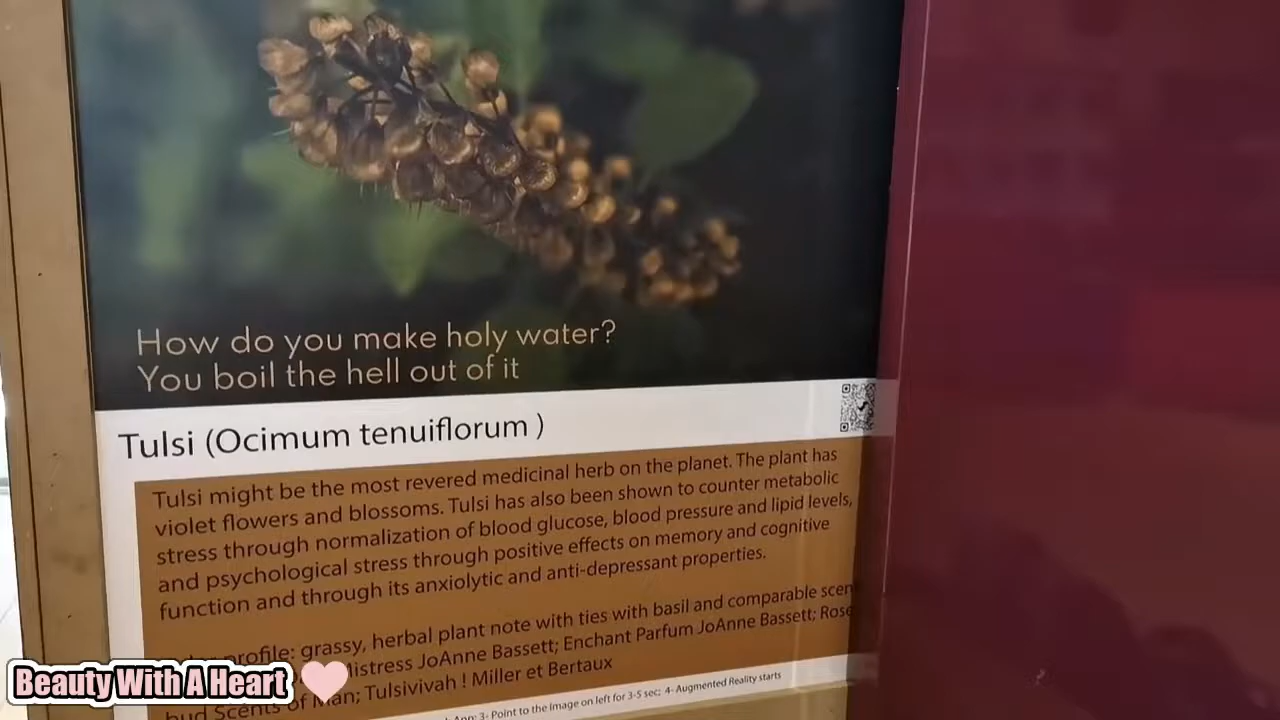 How do you make holy water?
You boil the hell out of it
Tulsi (Ocimum tenuiflorum )
Tulsi might be the most revered medicinal herb on the planet. The plant has
violet flowers and blossoms. Tulsi has also been shown to counter metabolic
stress through normalization of blood glucose, blood pressure and lipid levels,
and psychological stress through positive effects on memory and cognitive
function and through its anxiolytic and anti-depressant properties.
profile: grassy, herbal plant note with ties with basil and comparable scen
Mistress JoAnne Bassett; Enchant Parfum JoAnne Bassett; Rose
bud Scents of Man; Tulsivivah ! Miller et Bertaux
3- Point to the image on left for 3-5 sec; 4- Augmented Reality starts
Beauty With A Heart